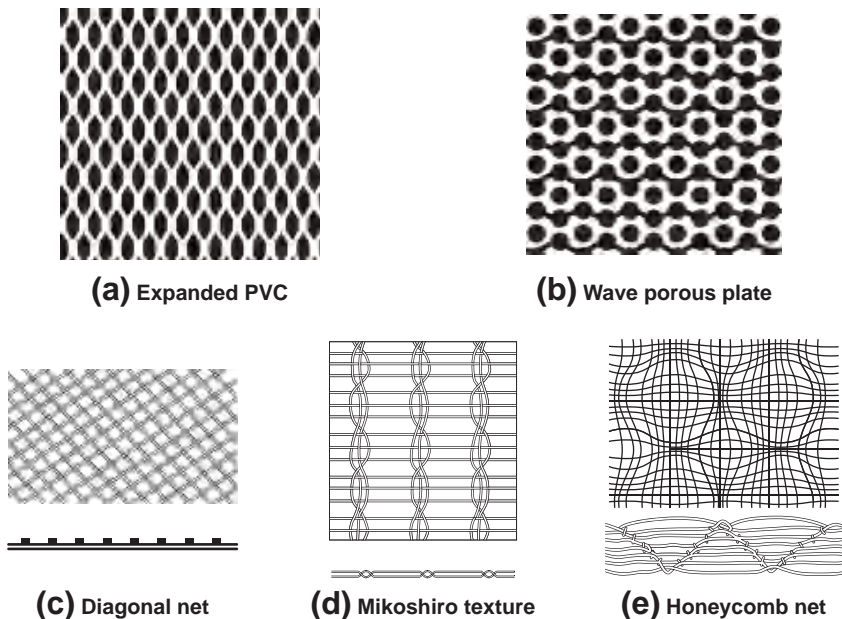 (a) Expanded PVC
(b) Wave porous plate
(c) Diagonal net
(d) Mikoshiro texture
(e) Honeycomb net